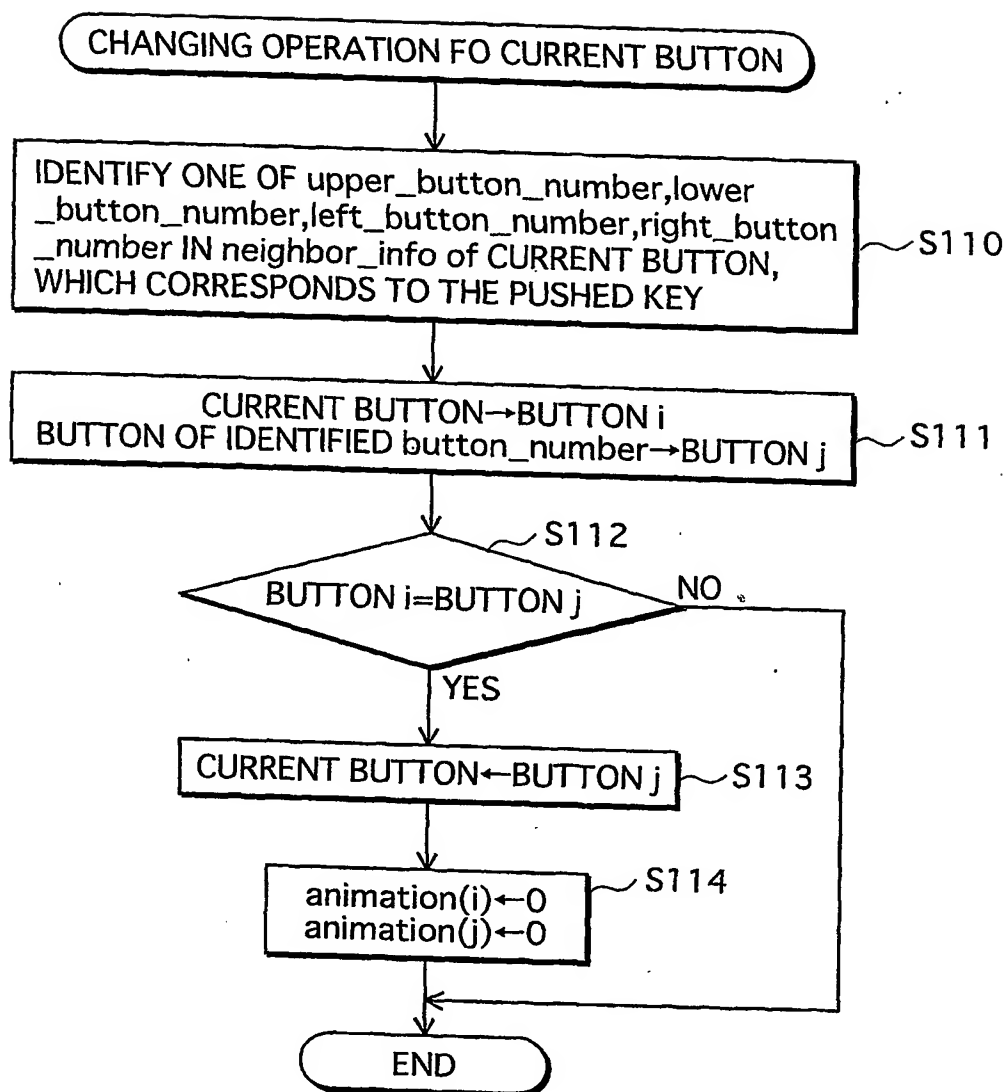 CHANGING OPERATION FO CURRENT BUTTON
IDENTIFY ONE OF upper_button_number,lower
_button_number,left_button_number,right_button
_number IN neighbor_info of CURRENT BUTTON,
WHICH CORRESPONDS TO THE PUSHED KEY
S110
CURRENT BUTTON→BUTTON i
BUTTON OF IDENTIFIED button_number→BUTTON j
S111
S112
BUTTON i=BUTTON j
NO
YES
CURRENT BUTTON←BUTTON j
S113
animation(i)←0
animation(j)←0
S114
END